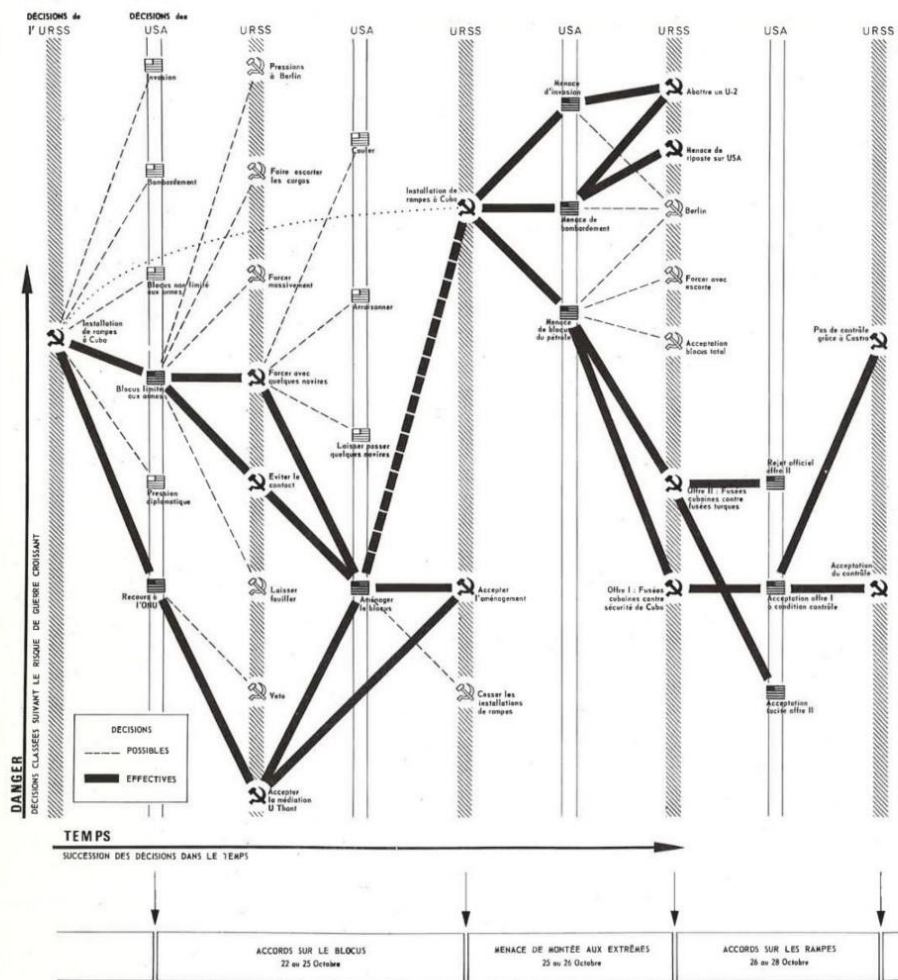 DÉCISIONS de
l' URSS
DÉCISIONS des
USA
URSS
USA
URSS
USA
URSS
USA
URSS
Installation
de rampes
à Cuba
Invasion
Bombardement
Blocus non limité
aux armes
Blocus limité
aux armes
Pression
diplomatique
Recours à
l'ONU
Pressions
à Berlin
Faire escorter
les cargos
Forcer
massivement
Forcer avec
quelques navires
Eviter le
contact
Laisser
fouiller
Veto
Accepter
la médiation
U Thant
Couler
Arraisonner
Laisser passer
quelques navires
Aménager
le blocus
Installation de
rampes à Cuba
Accepter
l'aménagement
Cesser les
installations
de rampes
Menace
d'invasion
Menace de
bombardement
Menace
de blocus
du pétrole
Abattre un U-2
Menace de
riposte sur USA
Berlin
Forcer avec
escorte
Acceptation
blocus total
Offre II : Fusées
cubaines contre
fusées turques
Offre I : Fusées
cubaines contre
sécurité de Cuba
Rejet officiel
offre II
Acceptation offre I
à condition contrôle
Acceptation
tacite offre II
Pas de contrôle
grâce à Castro
Acceptation
du contrôle
DANGER
DÉCISIONS CLASSÉES SUIVANT LE RISQUE DE GUERRE CROISSANT
DÉCISIONS
POSSIBLES
EFFECTIVES
TEMPS
SUCCESSION DES DÉCISIONS DANS LE TEMPS
ACCORDS SUR LE BLOCUS
22 au 25 Octobre
MENACE DE MONTÉE AUX EXTRÊMES
25 au 26 Octobre
ACCORDS SUR LES RAMPES
26 au 28 Octobre